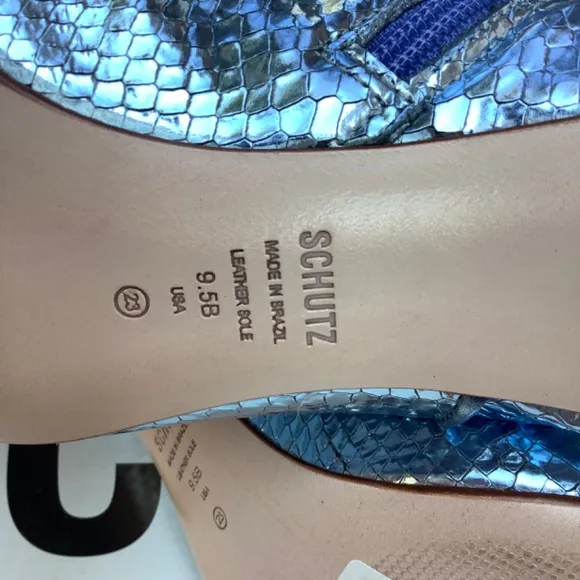 SCHUTZ
MADE IN BRAZIL
LEATHER SOLE
9.5B
USA
23